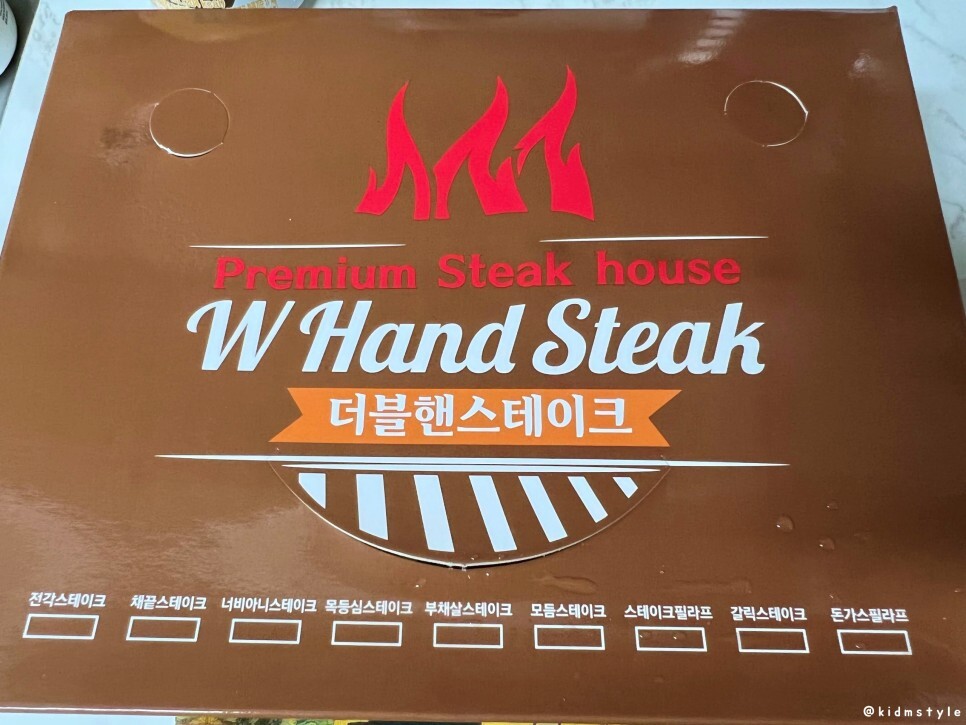 Premium Steak house
W Hand Steak
더블핸스테이크
전각스테이크 채끝스테이크 너비아니스테이크 목등심스테이크 부채살스테이크 모듬스테이크 스테이크필라프 갈릭스테이크 돈가스필라프
@kidmstyle